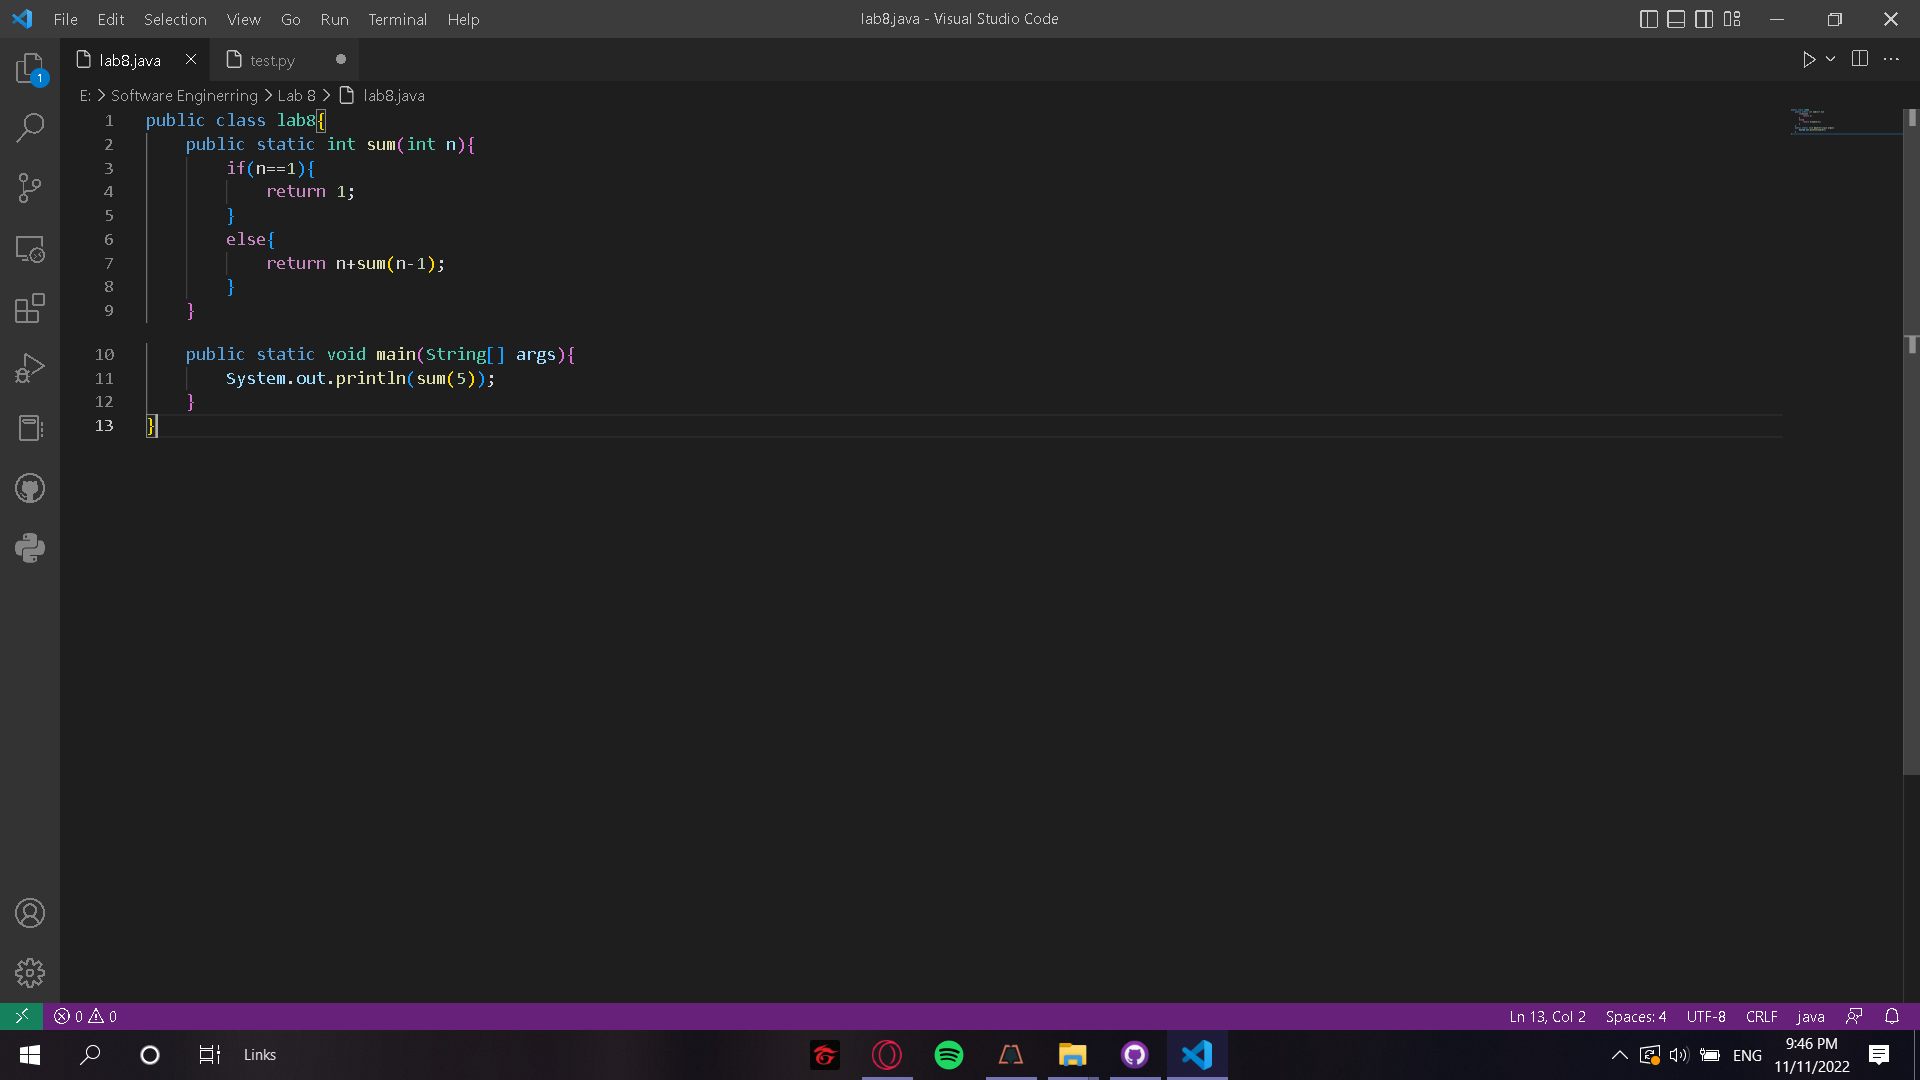 File Edit Selection View Go Run Terminal Help lab8.java - Visual Studio Code
lab8.java test.py
1
E: > Software Enginerring > Lab 8 > lab8.java
1 public class lab8{
2 public static int sum(int n){
3 if(n==1){
4 return 1;
5 }
6 else{
7 return n+sum(n-1);
8 }
9 }
10 public static void main(String[] args){
11 System.out.println(sum(5));
12 }
13 }
0 0 Ln 13, Col 2 Spaces: 4 UTF-8 CRLF java
Links ENG 9:46 PM
11/11/2022